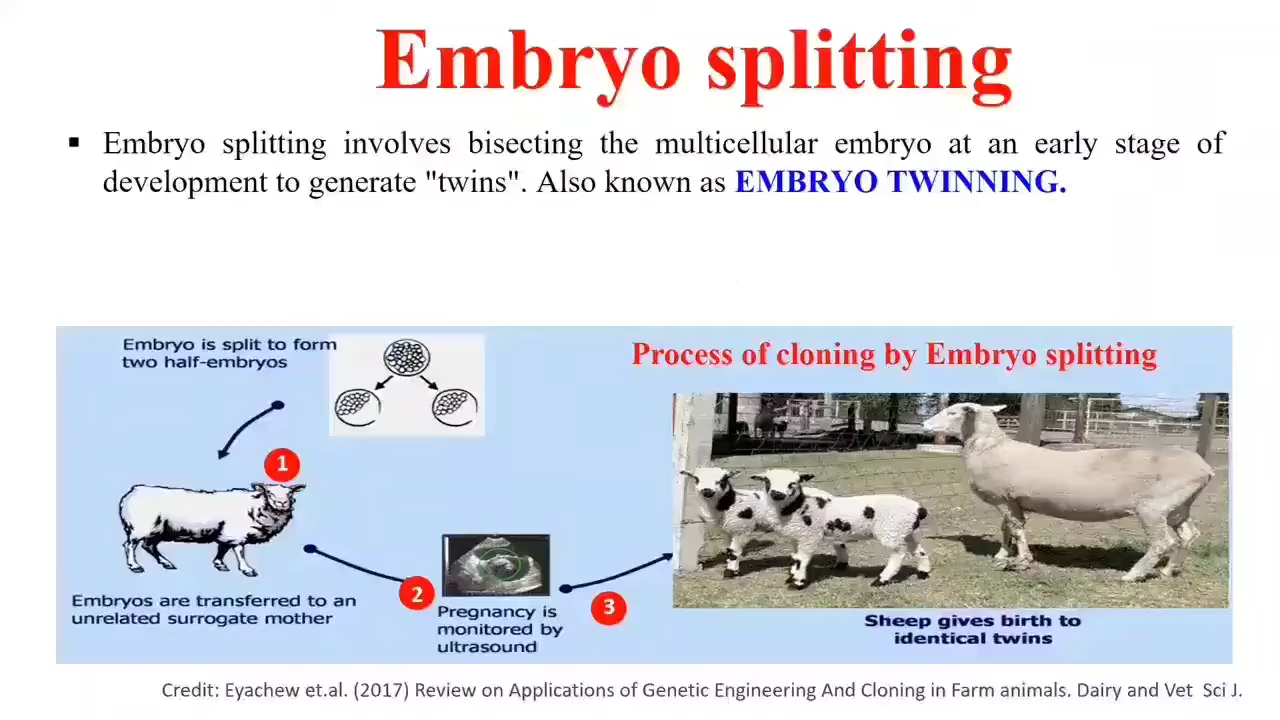 Embryo splitting
▪ Embryo splitting involves bisecting the multicellular embryo at an early stage of
development to generate "twins". Also known as EMBRYO TWINNING.
Embryo is split to form
two half-embryos
Process of cloning by Embryo splitting
1
Embryos are transferred to an
unrelated surrogate mother
2
Pregnancy is
monitored by
ultrasound
3
Sheep gives birth to
identical twins
Credit: Eyachew et.al. (2017) Review on Applications of Genetic Engineering And Cloning in Farm animals. Dairy and Vet Sci J.